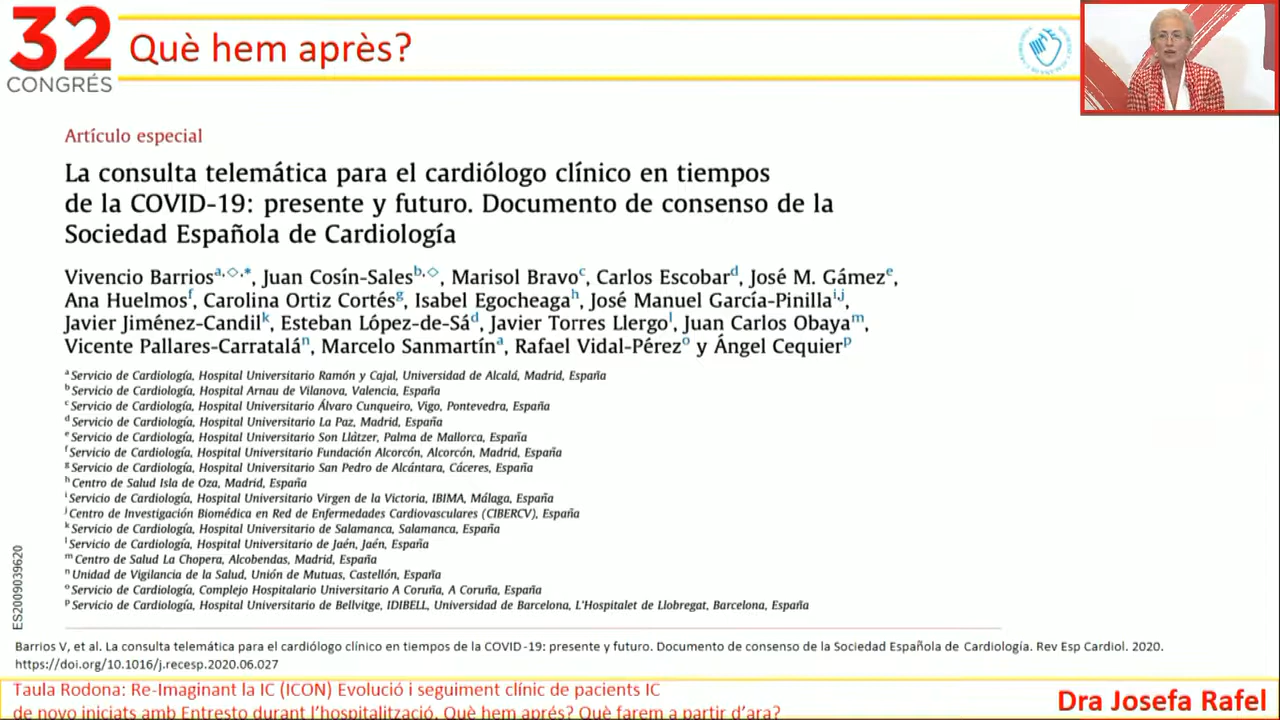 32
CONGRÉS
Què hem après?
Artículo especial
La consulta telemática para el cardiólogo clínico en tiempos
de la COVID-19: presente y futuro. Documento de consenso de la
Sociedad Española de Cardiología
Vivencio Barriosa,◇,*, Juan Cosín-Salesb,◇, Marisol Bravoc, Carlos Escobard, José M. Gámeze,
Ana Huelmosf, Carolina Ortiz Cortésg, Isabel Egocheagah, José Manuel García-Pinillai,j,
Javier Jiménez-Candilk, Esteban López-de-Sád, Javier Torres Llergol, Juan Carlos Obayam,
Vicente Pallares-Carratalán, Marcelo Sanmartína, Rafael Vidal-Pérezo y Ángel Cequierp
a Servicio de Cardiología, Hospital Universitario Ramón y Cajal, Universidad de Alcalá, Madrid, España
b Servicio de Cardiología, Hospital Arnau de Vilanova, Valencia, España
c Servicio de Cardiología, Hospital Universitario Álvaro Cunqueiro, Vigo, Pontevedra, España
d Servicio de Cardiología, Hospital Universitario La Paz, Madrid, España
e Servicio de Cardiología, Hospital Universitario Son Llàtzer, Palma de Mallorca, España
f Servicio de Cardiología, Hospital Universitario Fundación Alcorcón, Alcorcón, Madrid, España
g Servicio de Cardiología, Hospital Universitario San Pedro de Alcántara, Cáceres, España
h Centro de Salud Isla de Oza, Madrid, España
i Servicio de Cardiología, Hospital Universitario Virgen de la Victoria, IBIMA, Málaga, España
j Centro de Investigación Biomédica en Red de Enfermedades Cardiovasculares (CIBERCV), España
k Servicio de Cardiología, Hospital Universitario de Salamanca, Salamanca, España
l Servicio de Cardiología, Hospital Universitario de Jaén, Jaén, España
m Centro de Salud La Chopera, Alcobendas, Madrid, España
n Unidad de Vigilancia de la Salud, Unión de Mutuas, Castellón, España
o Servicio de Cardiología, Complejo Hospitalario Universitario A Coruña, A Coruña, España
p Servicio de Cardiología, Hospital Universitario de Bellvitge, IDIBELL, Universidad de Barcelona, L'Hospitalet de Llobregat, Barcelona, España
ES2009039620
Barrios V, et al. La consulta telemática para el cardiólogo clínico en tiempos de la COVID-19: presente y futuro. Documento de consenso de la Sociedad Española de Cardiología. Rev Esp Cardiol. 2020.
https://doi.org/10.1016/j.recesp.2020.06.027
Taula Rodona: Re-Imaginant la IC (ICON) Evolució i seguiment clínic de pacients IC
de novo iniciats amb Entresto durant l'hospitalització. Què hem aprés? Què farem a partir d'ara?
Dra Josefa Rafel